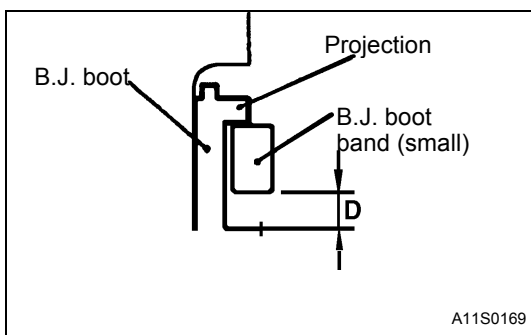 Projection
B.J. boot
B.J. boot
band (small)
D
A11S0169